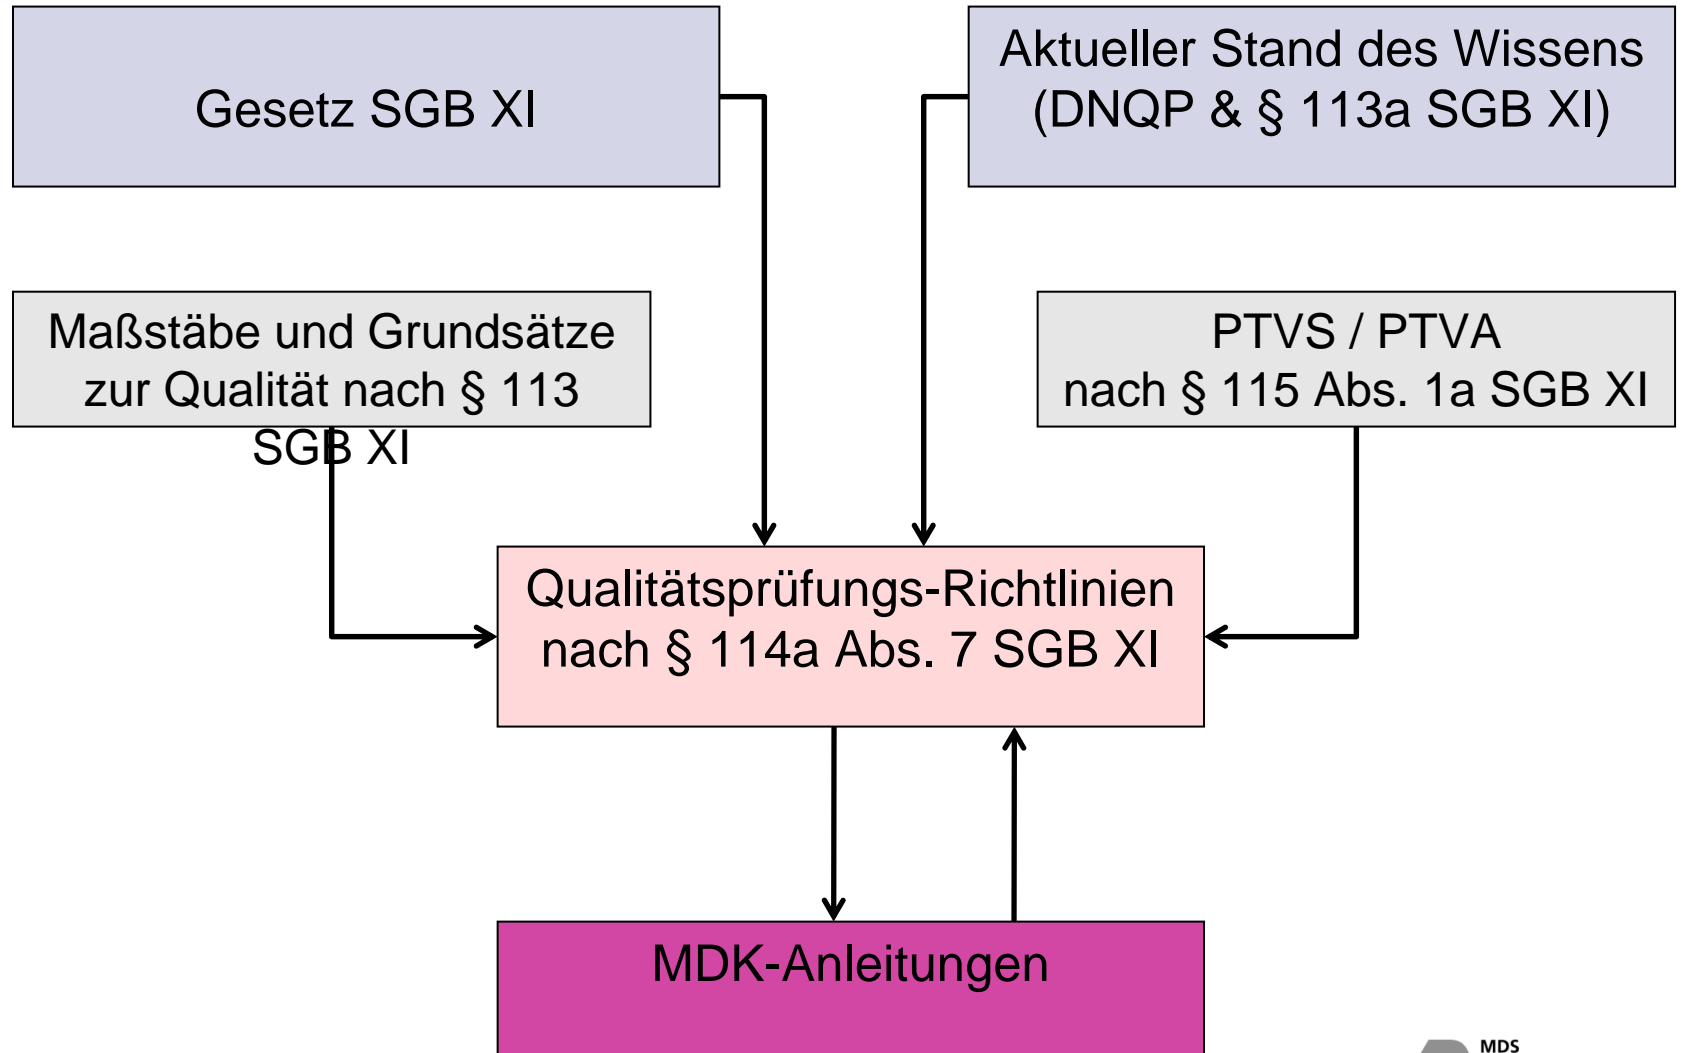 Gesetz SGB XI
Aktueller Stand des Wissens
(DNQP & § 113a SGB XI)
Maßstäbe und Grundsätze
zur Qualität nach § 113
SGB XI
PTVS / PTVA
nach § 115 Abs. 1a SGB XI
Qualitätsprüfungs-Richtlinien
nach § 114a Abs. 7 SGB XI
MDK-Anleitungen
MDS